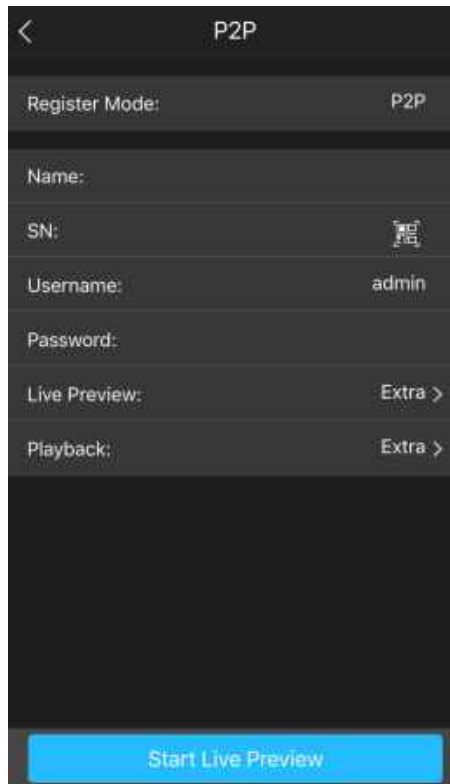 P2P
Register Mode: P2P
Name:
SN:
Username: admin
Password:
Live Preview: Extra >
Playback: Extra >
Start Live Preview